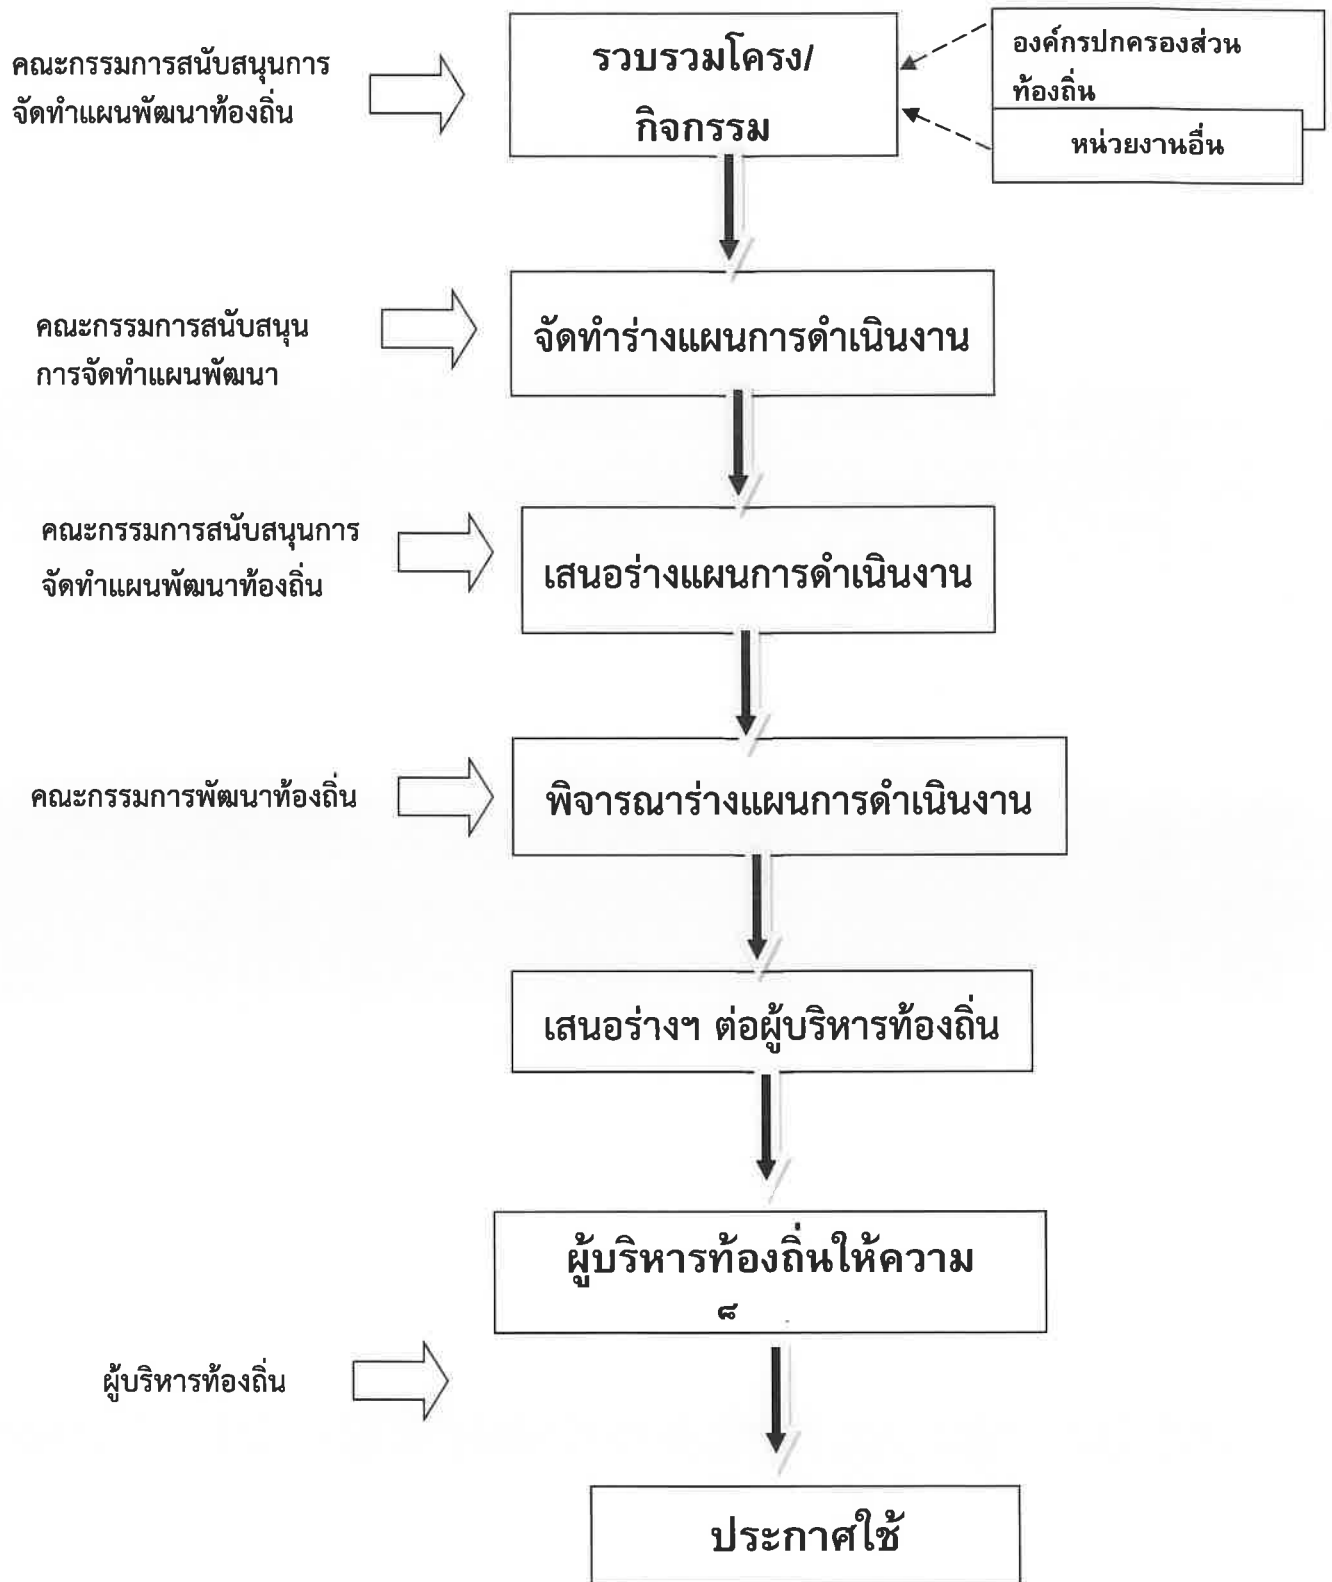 คณะกรรมการสนับสนุนการ
จัดทำแผนพัฒนาท้องถิ่น
รวบรวมโครง/
กิจกรรม
องค์กรปกครองส่วน
ท้องถิ่น
หน่วยงานอื่น
คณะกรรมการสนับสนุน
การจัดทำแผนพัฒนา
จัดทำร่างแผนการดำเนินงาน
คณะกรรมการสนับสนุนการ
จัดทำแผนพัฒนาท้องถิ่น
เสนอร่างแผนการดำเนินงาน
คณะกรรมการพัฒนาท้องถิ่น
พิจารณาร่างแผนการดำเนินงาน
เสนอร่างฯ ต่อผู้บริหารท้องถิ่น
ผู้บริหารท้องถิ่นให้ความ
ผู้บริหารท้องถิ่น
ประกาศใช้